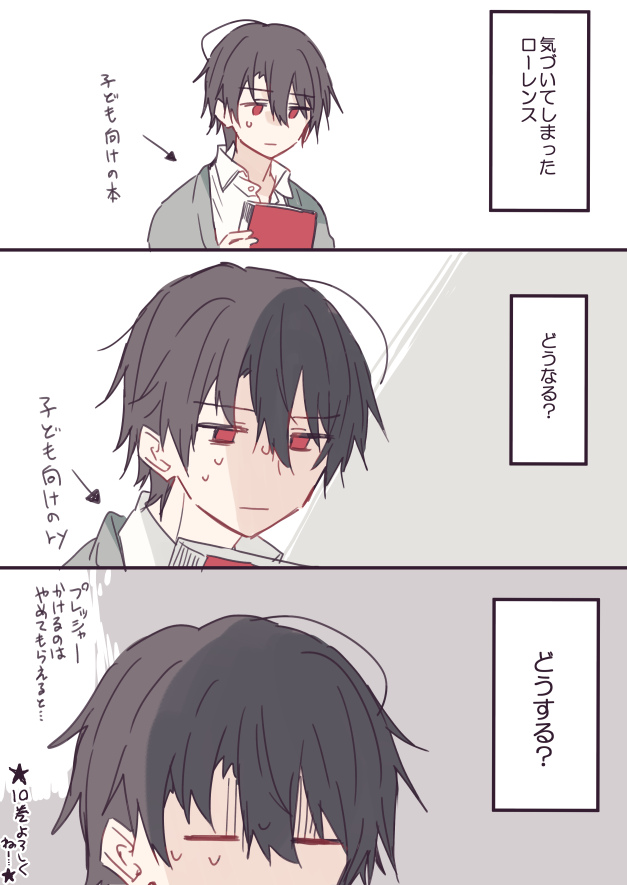 気づいてしまった
ローレンス
子ども向けの本
どうなる？
子ども向けのry
どうする？
プレッシャー
かけるのは
やめてもらえると…
★10巻よろしく
ねー…★